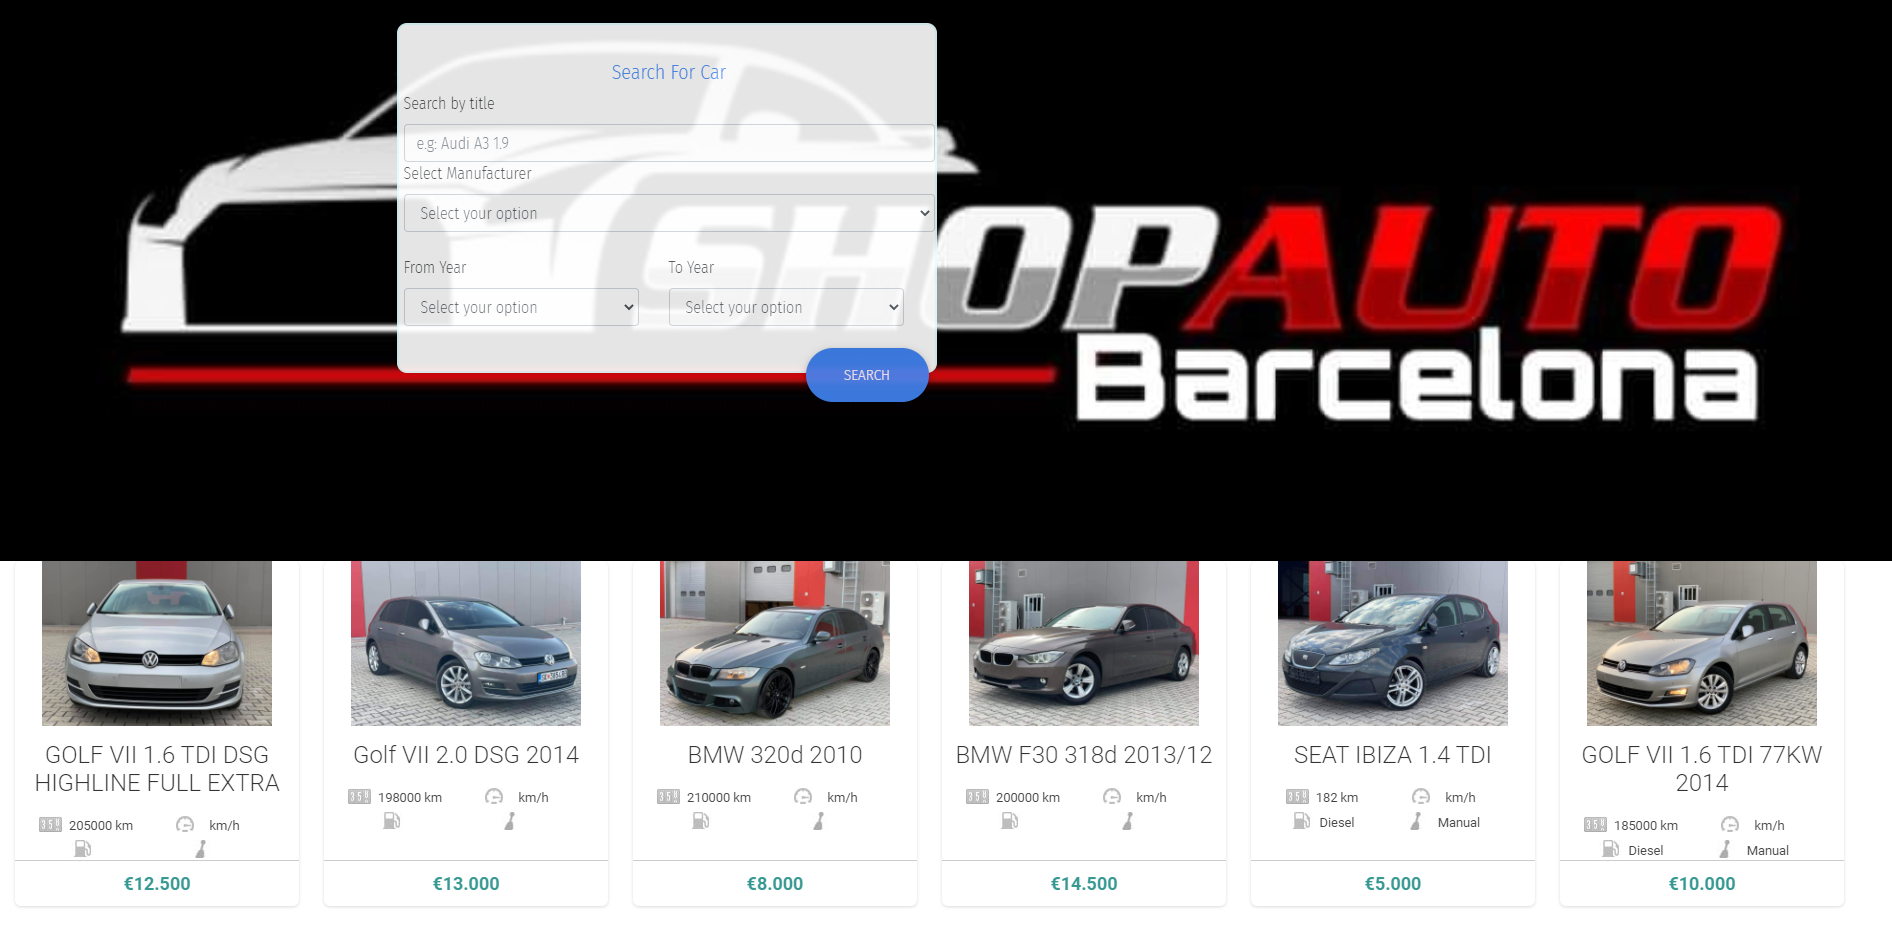 Search For Car
Search by title
e.g: Audi A3 1.9
Select Manufacturer
Select your option
From Year
To Year
Select your option
Select your option
SEARCH
SHOPAUTO
Barcelona
GOLF VII 1.6 TDI DSG
HIGHLINE FULL EXTRA
205000 km
km/h
€12.500
Golf VII 2.0 DSG 2014
198000 km
km/h
€13.000
BMW 320d 2010
210000 km
km/h
€8.000
BMW F30 318d 2013/12
200000 km
km/h
€14.500
SEAT IBIZA 1.4 TDI
182 km
km/h
Diesel
Manual
€5.000
GOLF VII 1.6 TDI 77KW
2014
185000 km
km/h
Diesel
Manual
€10.000